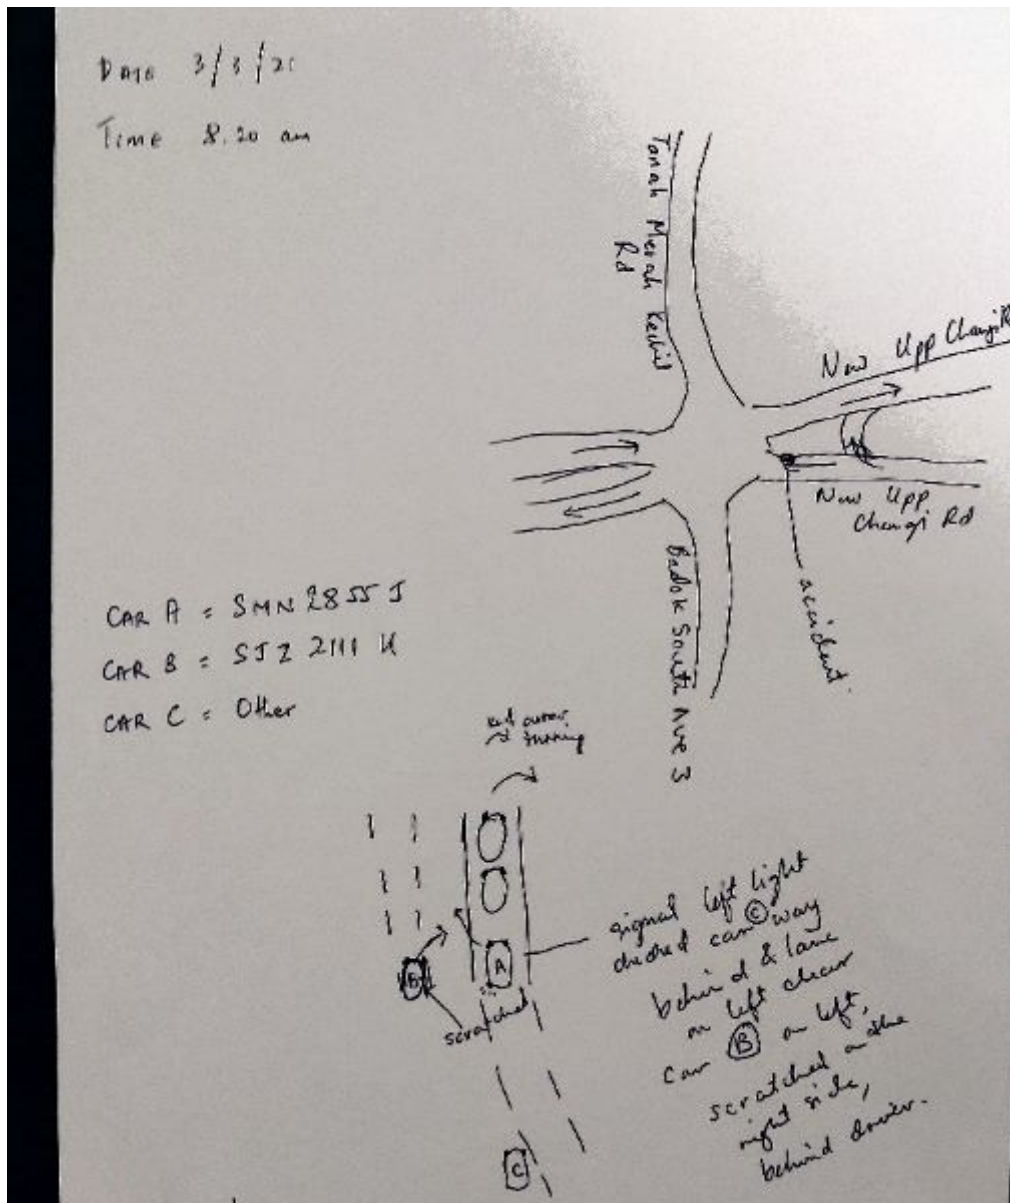 DATE 3/3/21
Time 8.20 am
Tanah Merah Kechil
Rd
New Upp Changi Rd
New Upp
Changi Rd
accident.
Bedok South Ave 3
CAR A = SMN 2855 J
CAR B = SJZ 2111 K
CAR C = Other
turning
A
B
scratched
C
signal left light
checked car C way
behind & lane
on left clear
Car B on left,
scratched on the
right side,
behind driver.